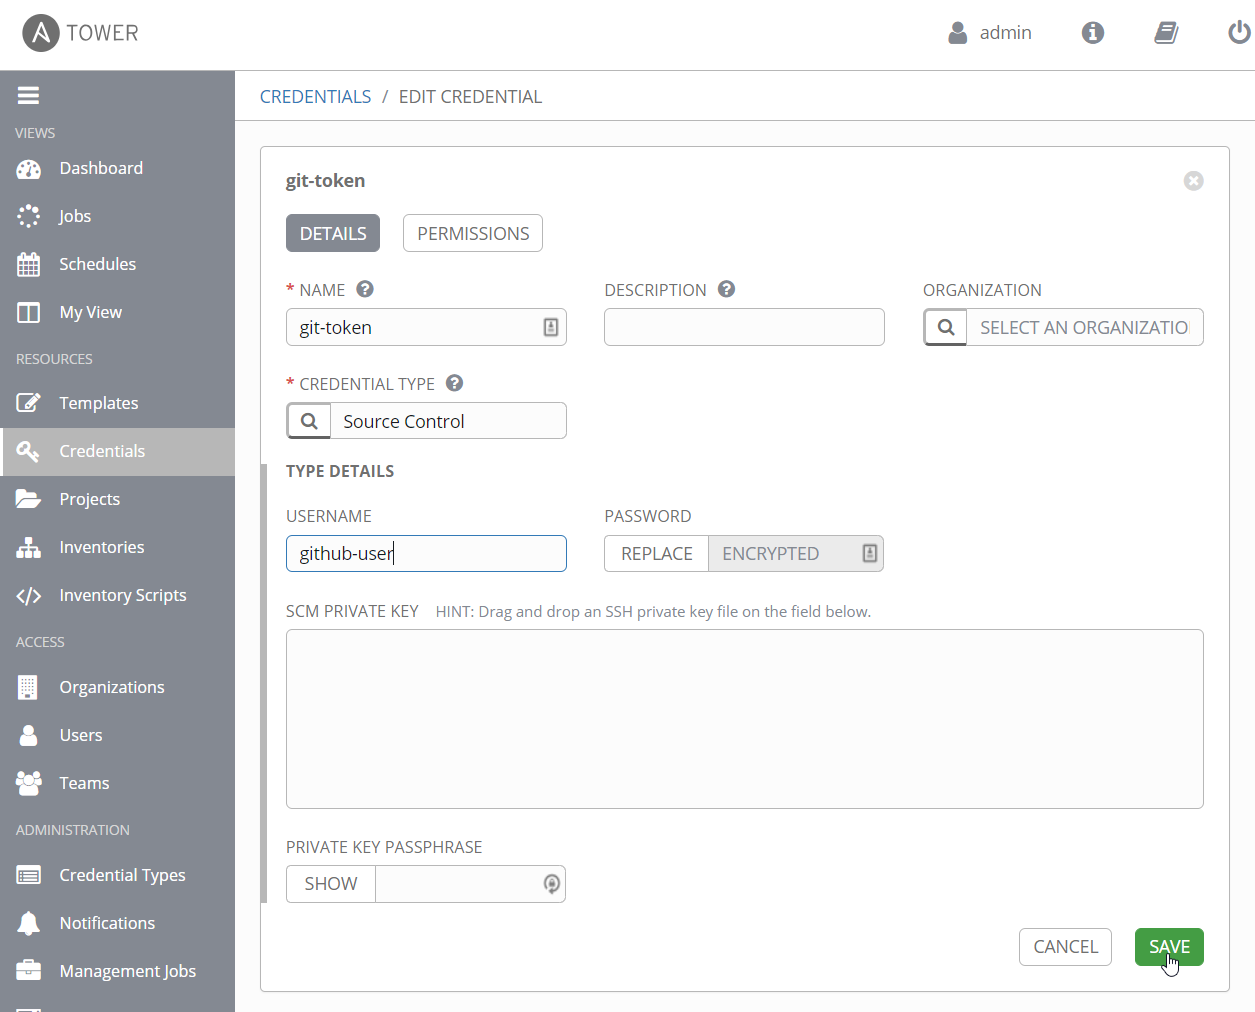 TOWER
admin
VIEWS
Dashboard
Jobs
Schedules
My View
RESOURCES
Templates
Credentials
Projects
Inventories
Inventory Scripts
ACCESS
Organizations
Users
Teams
ADMINISTRATION
Credential Types
Notifications
Management Jobs
CREDENTIALS / EDIT CREDENTIAL
git-token
DETAILS PERMISSIONS
* NAME ? DESCRIPTION ? ORGANIZATION
git-token SELECT AN ORGANIZATIO
* CREDENTIAL TYPE ?
Source Control
TYPE DETAILS
USERNAME PASSWORD
github-user REPLACE ENCRYPTED
SCM PRIVATE KEY HINT: Drag and drop an SSH private key file on the field below.
PRIVATE KEY PASSPHRASE
SHOW
CANCEL SAVE